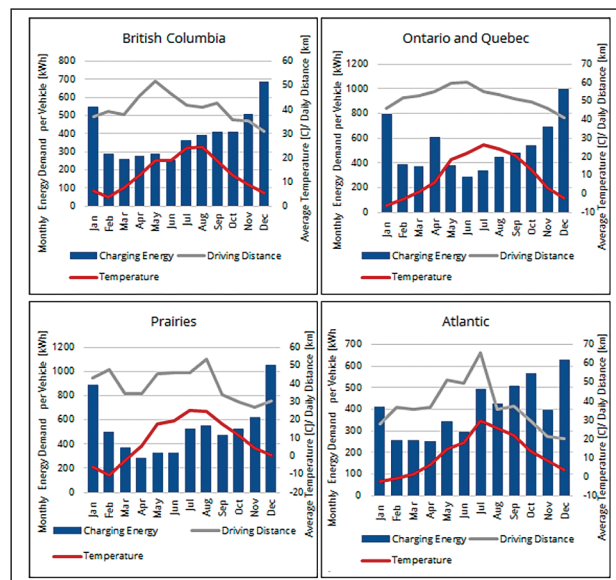 British Columbia
Monthly Energy Demand per Vehicle [kWh]
800
700
600
500
400
300
200
100
0
60
50
40
30
20
10
0
Average Temperature [C]/ Daily Distance [km]
Jan Feb Mar Apr May Jun Jul Aug Sep Oct Nov Dec
Charging Energy Driving Distance
Temperature
Ontario and Quebec
Monthly Energy Demand per Vehicle [kWh]
1200
1000
800
600
400
200
0
70
60
50
40
30
20
10
0
-10
Average Temperature [C]/ Daily Distance [km]
Jan Feb Mar Apr May Jun Jul Aug Sep Oct Nov Dec
Charging Energy Driving Distance
Temperature
Prairies
Monthly Energy Demand per Vehicle [kWh]
1200
1000
800
600
400
200
0
60
50
40
30
20
10
0
-10
-20
Average Temperature [C]/ Daily Distance [km]
Jan Feb Mar Apr May Jun Jul Aug Sep Oct Nov Dec
Charging Energy Driving Distance
Temperature
Atlantic
Monthly Energy Demand per Vehicle [kWh]
700
600
500
400
300
200
100
0
70
60
50
40
30
20
10
0
-10
Average Temperature [C]/ Daily Distance [km]
Jan Feb Mar Apr May Jun Jul Aug Sep Oct Nov Dec
Charging Energy Driving Distance
Temperature